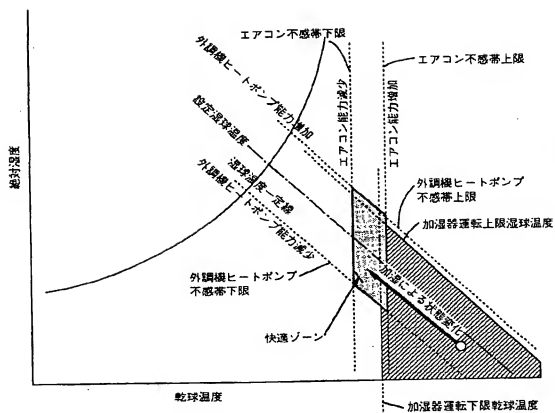 エアコン不感帯下限
外調機ヒートポンプ能力増加
エアコン能力減少
エアコン不感帯上限
エアコン能力増加
設定湿球温度
湿球温度一定線
外調機ヒートポンプ能力減少
絶対湿度
外調機ヒートポンプ
不感帯上限
加湿器運転上限湿球温度
外調機ヒートポンプ
不感帯下限
加湿による状態変化
快適ゾーン
乾球温度
加湿器運転下限乾球温度